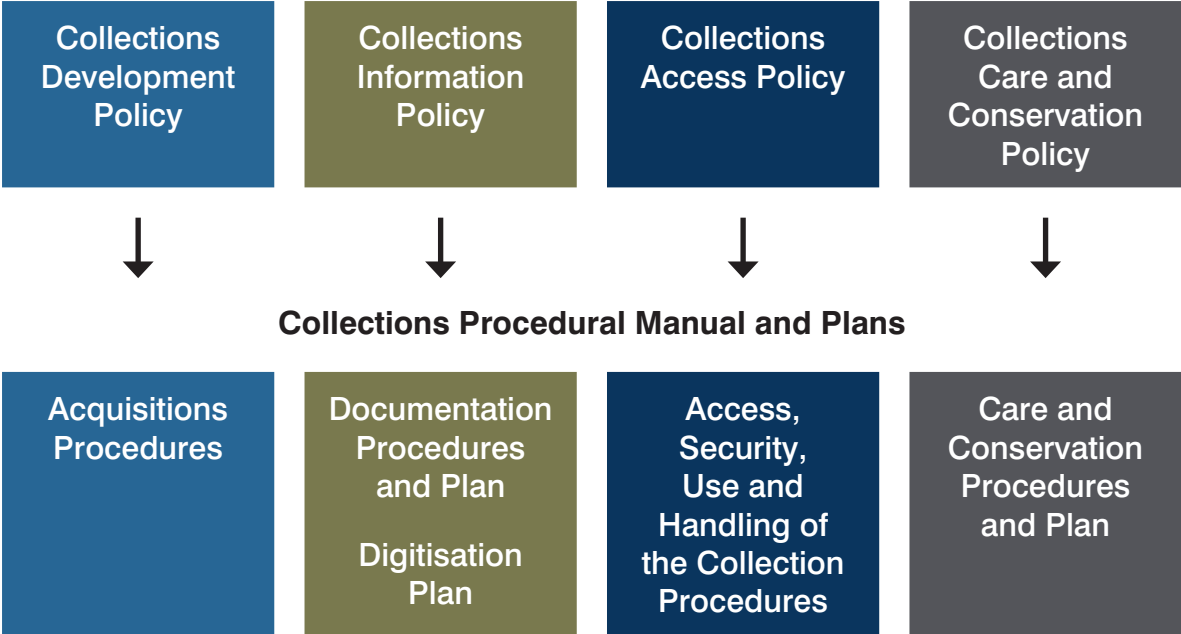 Collections
Development
Policy
Collections
Information
Policy
Collections
Access Policy
Collections
Care and
Conservation
Policy
Collections Procedural Manual and Plans
Acquisitions
Procedures
Documentation
Procedures
and Plan
Digitisation
Plan
Access,
Security,
Use and
Handling of
the Collection
Procedures
Care and
Conservation
Procedures
and Plan